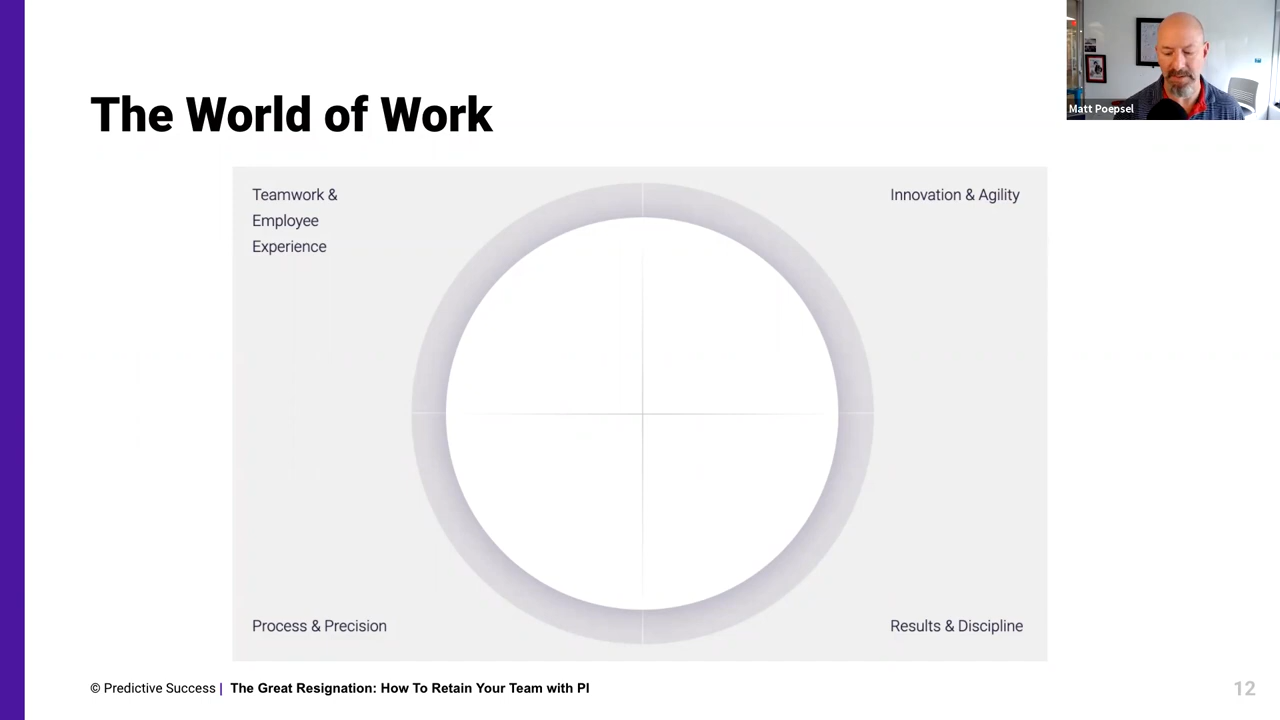 Matt Poepsel
The World of Work
Teamwork &
Employee
Experience
Innovation & Agility
Process & Precision
Results & Discipline
© Predictive Success | The Great Resignation: How To Retain Your Team with PI
12